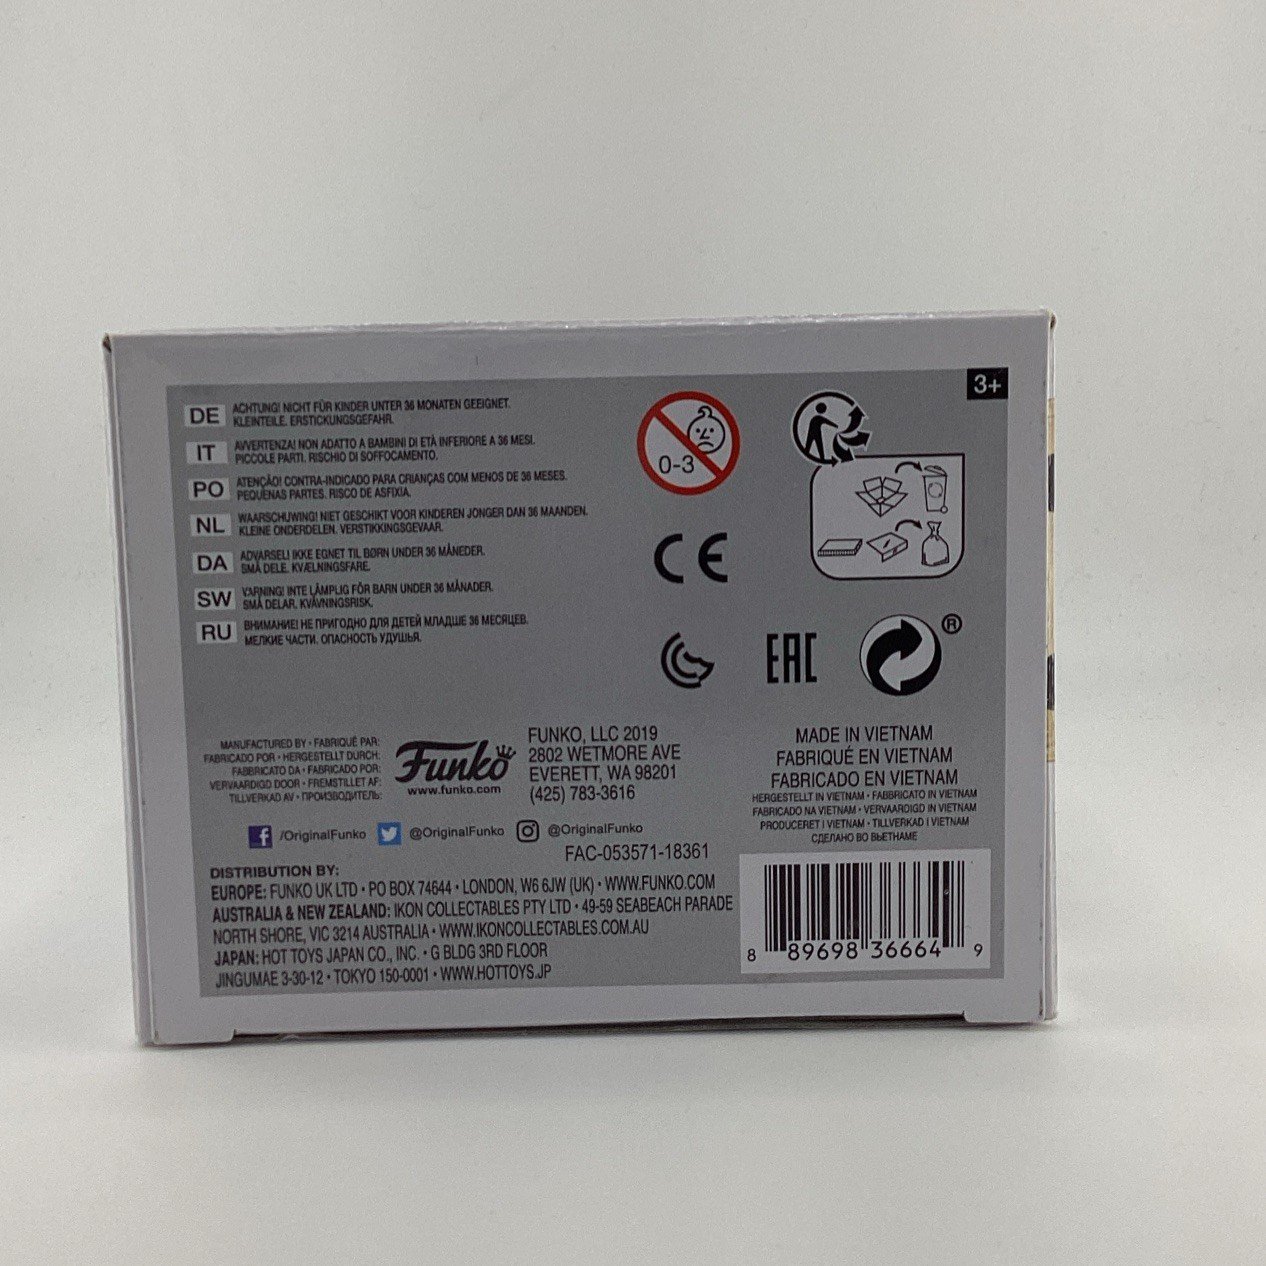 3+
DE ACHTUNG! NICHT FÜR KINDER UNTER 36 MONATEN GEEIGNET.
KLEINTEILE. ERSTICKUNGSGEFAHR.
IT AVVERTENZA! NON ADATTO A BAMBINI DI ETÀ INFERIORE A 36 MESI.
PICCOLE PARTI. RISCHIO DI SOFFOCAMENTO.
PO ATENÇÃO! CONTRA-INDICADO PARA CRIANÇAS COM MENOS DE 36 MESES.
PEQUENAS PARTES. RISCO DE ASFIXIA.
NL WAARSCHUWING! NIET GESCHIKT VOOR KINDEREN JONGER DAN 36 MAANDEN.
KLEINE ONDERDELEN. VERSTIKKINGSGEVAAR.
DA ADVARSEL! IKKE EGNET TIL BØRN UNDER 36 MÅNEDER.
SMÅ DELE. KVÆLNINGSFARE.
SW VARNING! INTE LÄMPLIG FÖR BARN UNDER 36 MÅNADER.
SMÅ DELAR. KVÄVNINGSRISK.
RU ВНИМАНИЕ! НЕ ПРИГОДНО ДЛЯ ДЕТЕЙ МЛАДШЕ 36 МЕСЯЦЕВ.
МЕЛКИЕ ЧАСТИ. ОПАСНОСТЬ УДУШЬЯ.
0-3
CE
EAC
®
MANUFACTURED BY • FABRIQUÉ PAR:
FABRICADO POR • HERGESTELLT DURCH:
FABBRICATO DA • FABRICADO POR:
VERVAARDIGD DOOR • FREMSTILLET AF:
TILLVERKAD AV • ПРОИЗВОДИТЕЛЬ:
Funko
www.funko.com
FUNKO, LLC 2019
2802 WETMORE AVE
EVERETT, WA 98201
(425) 783-3616
MADE IN VIETNAM
FABRIQUÉ EN VIETNAM
FABRICADO EN VIETNAM
HERGESTELLT IN VIETNAM • FABBRICATO IN VIETNAM
FABRICADO NA VIETNAM • VERVAARDIGD IN VIETNAM
PRODUCERET I VIETNAM • TILLVERKAD I VIETNAM
СДЕЛАНО ВО ВЬЕТНАМЕ
f /OriginalFunko @OriginalFunko @OriginalFunko
FAC-053571-18361
DISTRIBUTION BY:
EUROPE: FUNKO UK LTD • PO BOX 74644 • LONDON, W6 6JW (UK) • WWW.FUNKO.COM
AUSTRALIA & NEW ZEALAND: IKON COLLECTABLES PTY LTD • 49-59 SEABEACH PARADE
NORTH SHORE, VIC 3214 AUSTRALIA • WWW.IKONCOLLECTABLES.COM.AU
JAPAN: HOT TOYS JAPAN CO., INC. • G BLDG 3RD FLOOR
JINGUMAE 3-30-12 • TOKYO 150-0001 • WWW.HOTTOYS.JP
8 89698 36664 9